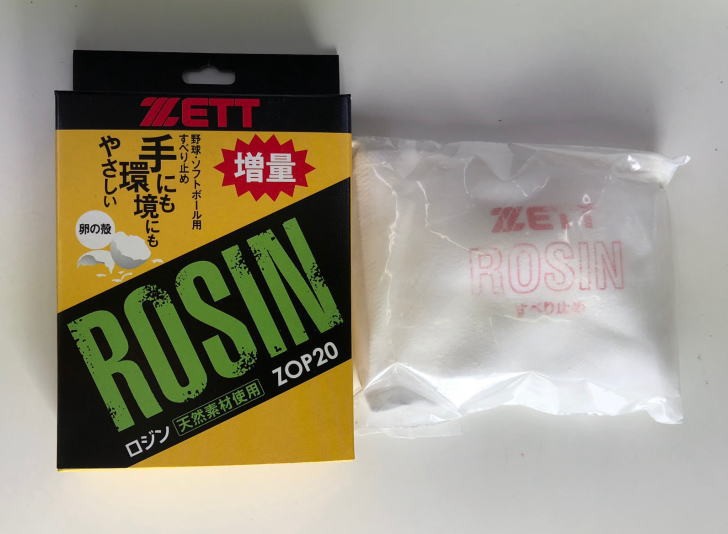 ZETT
野球・ソフトボール用
すべり止め
手にも
環境にも
やさしい
増量
卵の殻
ROSIN
ZOP20
ロジン
天然素材使用
ZETT
ROSIN
すべり止め